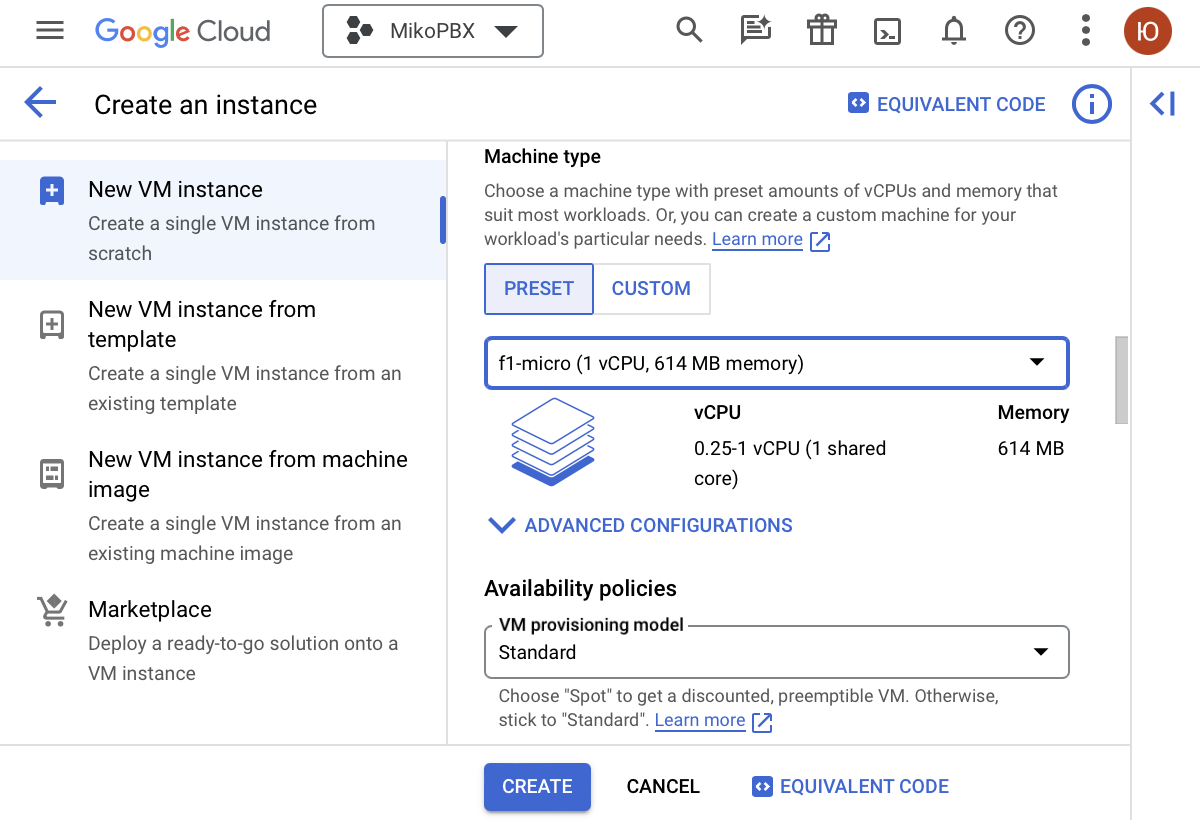 Google Cloud
MikoPBX
Ю
Create an instance
EQUIVALENT CODE
New VM instance
Create a single VM instance from
scratch
New VM instance from
template
Create a single VM instance from an
existing template
New VM instance from machine
image
Create a single VM instance from an
existing machine image
Marketplace
Deploy a ready-to-go solution onto a
VM instance
Machine type
Choose a machine type with preset amounts of vCPUs and memory that
suit most workloads. Or, you can create a custom machine for your
workload's particular needs. Learn more
PRESET
CUSTOM
f1-micro (1 vCPU, 614 MB memory)
vCPU
Memory
0.25-1 vCPU (1 shared
core)
614 MB
ADVANCED CONFIGURATIONS
Availability policies
VM provisioning model
Standard
Choose "Spot" to get a discounted, preemptible VM. Otherwise,
stick to "Standard". Learn more
CREATE
CANCEL
EQUIVALENT CODE